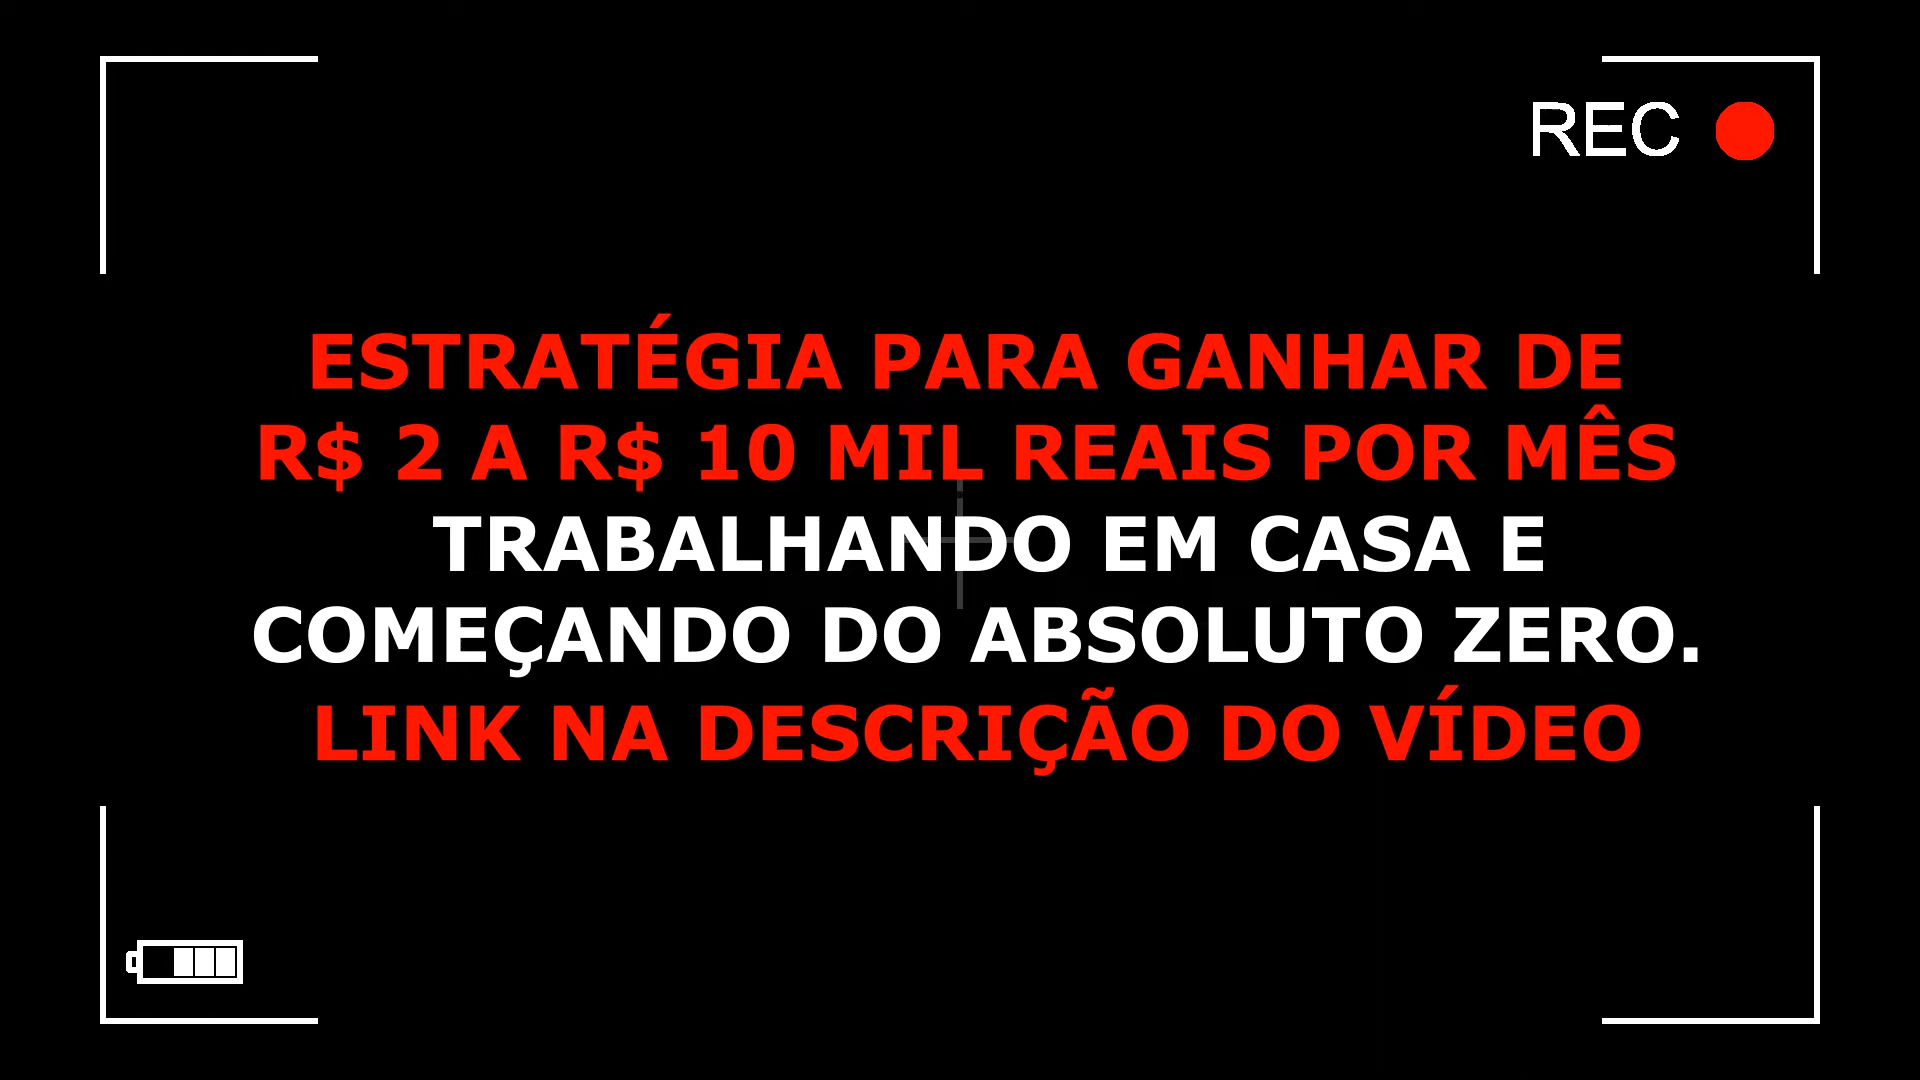 REC
ESTRATÉGIA PARA GANHAR DE
R$ 2 A R$ 10 MIL REAIS POR MÊS
TRABALHANDO EM CASA E
COMEÇANDO DO ABSOLUTO ZERO.
LINK NA DESCRIÇÃO DO VÍDEO